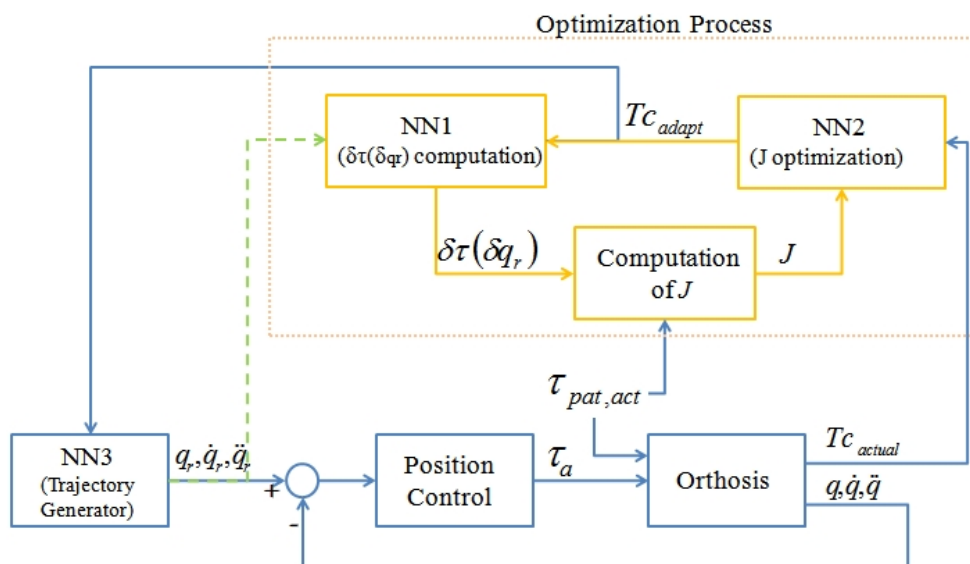 Optimization Process
NN1
(δτ(δqr) computation)
Tc_adapt
NN2
(J optimization)
δτ(δq_r)
Computation
of J
J
τ_pat,act
NN3
(Trajectory
Generator)
q_r, q̇_r, q̈_r
+
-
Position
Control
τ_a
Orthosis
Tc_actual
q, q̇, q̈